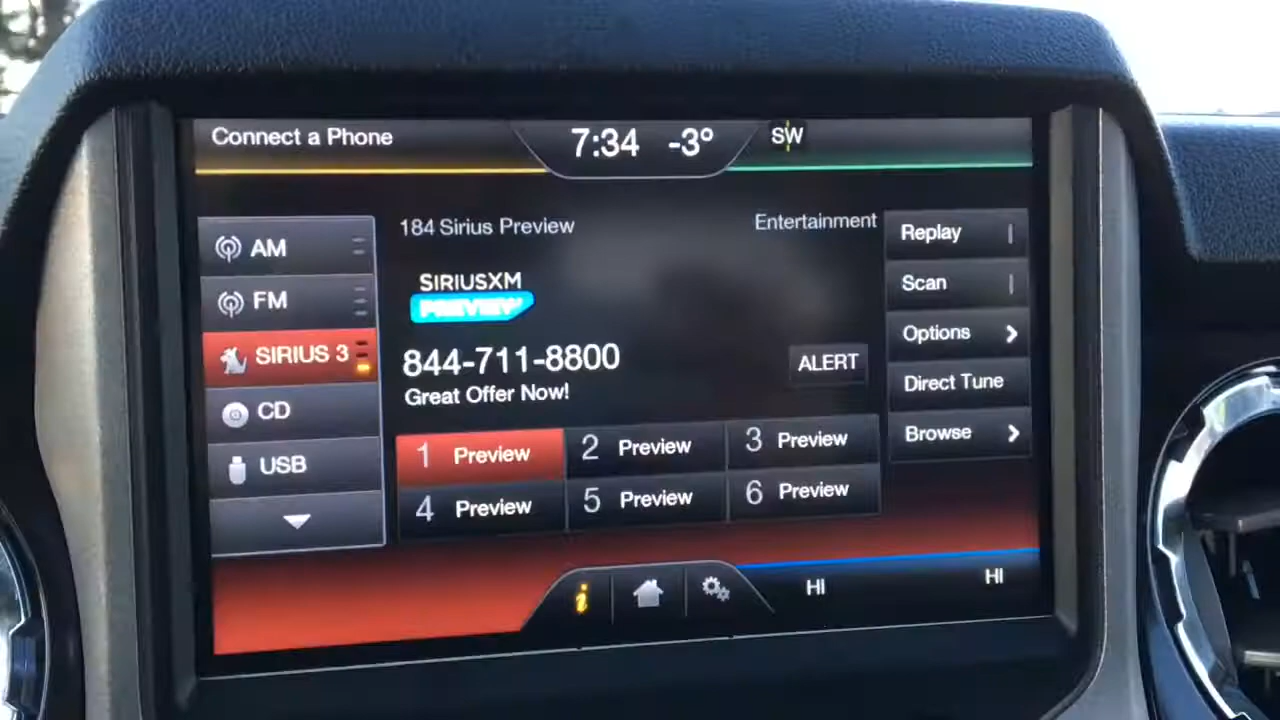 Connect a Phone
7:34 -3° SW
AM
FM
SIRIUS 3
CD
USB
184 Sirius Preview
Entertainment
SIRIUSXM
PREVIEW
844-711-8800
Great Offer Now!
ALERT
1 Preview
2 Preview
3 Preview
4 Preview
5 Preview
6 Preview
Replay
Scan
Options
Direct Tune
Browse
i
HI
HI